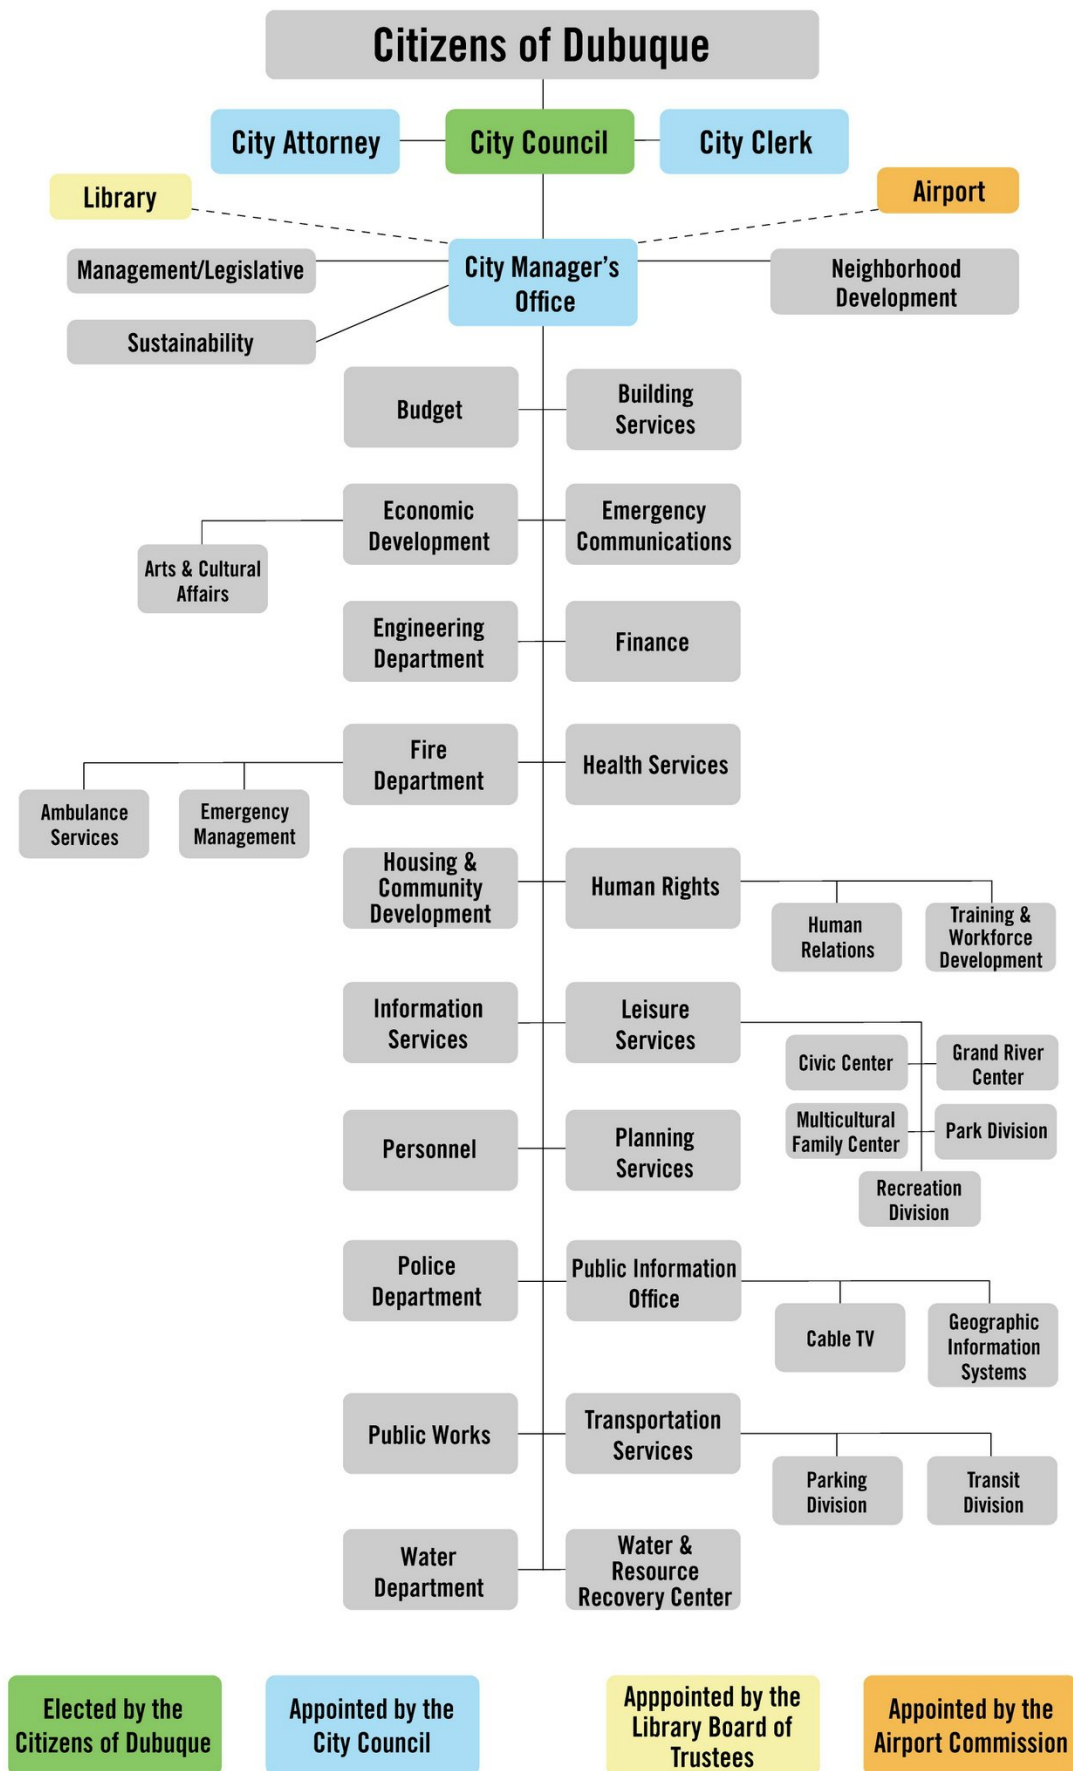 Citizens of Dubuque
City Attorney
City Council
City Clerk
Library
Airport
Management/Legislative
City Manager's
Office
Neighborhood
Development
Sustainability
Budget
Building
Services
Economic
Development
Emergency
Communications
Arts & Cultural
Affairs
Engineering
Department
Finance
Fire
Department
Health Services
Ambulance
Services
Emergency
Management
Housing &
Community
Development
Human Rights
Human
Relations
Training &
Workforce
Development
Information
Services
Leisure
Services
Civic Center
Grand River
Center
Multicultural
Family Center
Park Division
Recreation
Division
Personnel
Planning
Services
Police
Department
Public Information
Office
Cable TV
Geographic
Information
Systems
Public Works
Transportation
Services
Parking
Division
Transit
Division
Water
Department
Water &
Resource
Recovery Center
Elected by the
Citizens of Dubuque
Appointed by the
City Council
Apppointed by the
Library Board of
Trustees
Appointed by the
Airport Commission